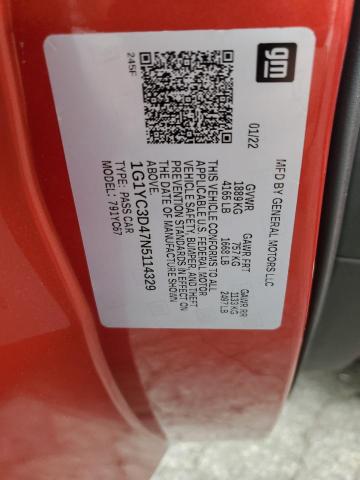 gm
MFD BY GENERAL MOTORS LLC
01/22 GVWR GAWR FRT GAWR RR
1889 KG 757 KG 1133 KG
4165 LB 1668 LB 2497 LB
THIS VEHICLE CONFORMS TO ALL
APPLICABLE U.S. FEDERAL MOTOR
VEHICLE SAFETY, BUMPER, AND THEFT
PREVENTION STANDARDS IN EFFECT ON
THE DATE OF MANUFACTURE SHOWN
ABOVE.
1G1YC3D47N5114329
TYPE: PASS CAR
MODEL: 791YC67
245F